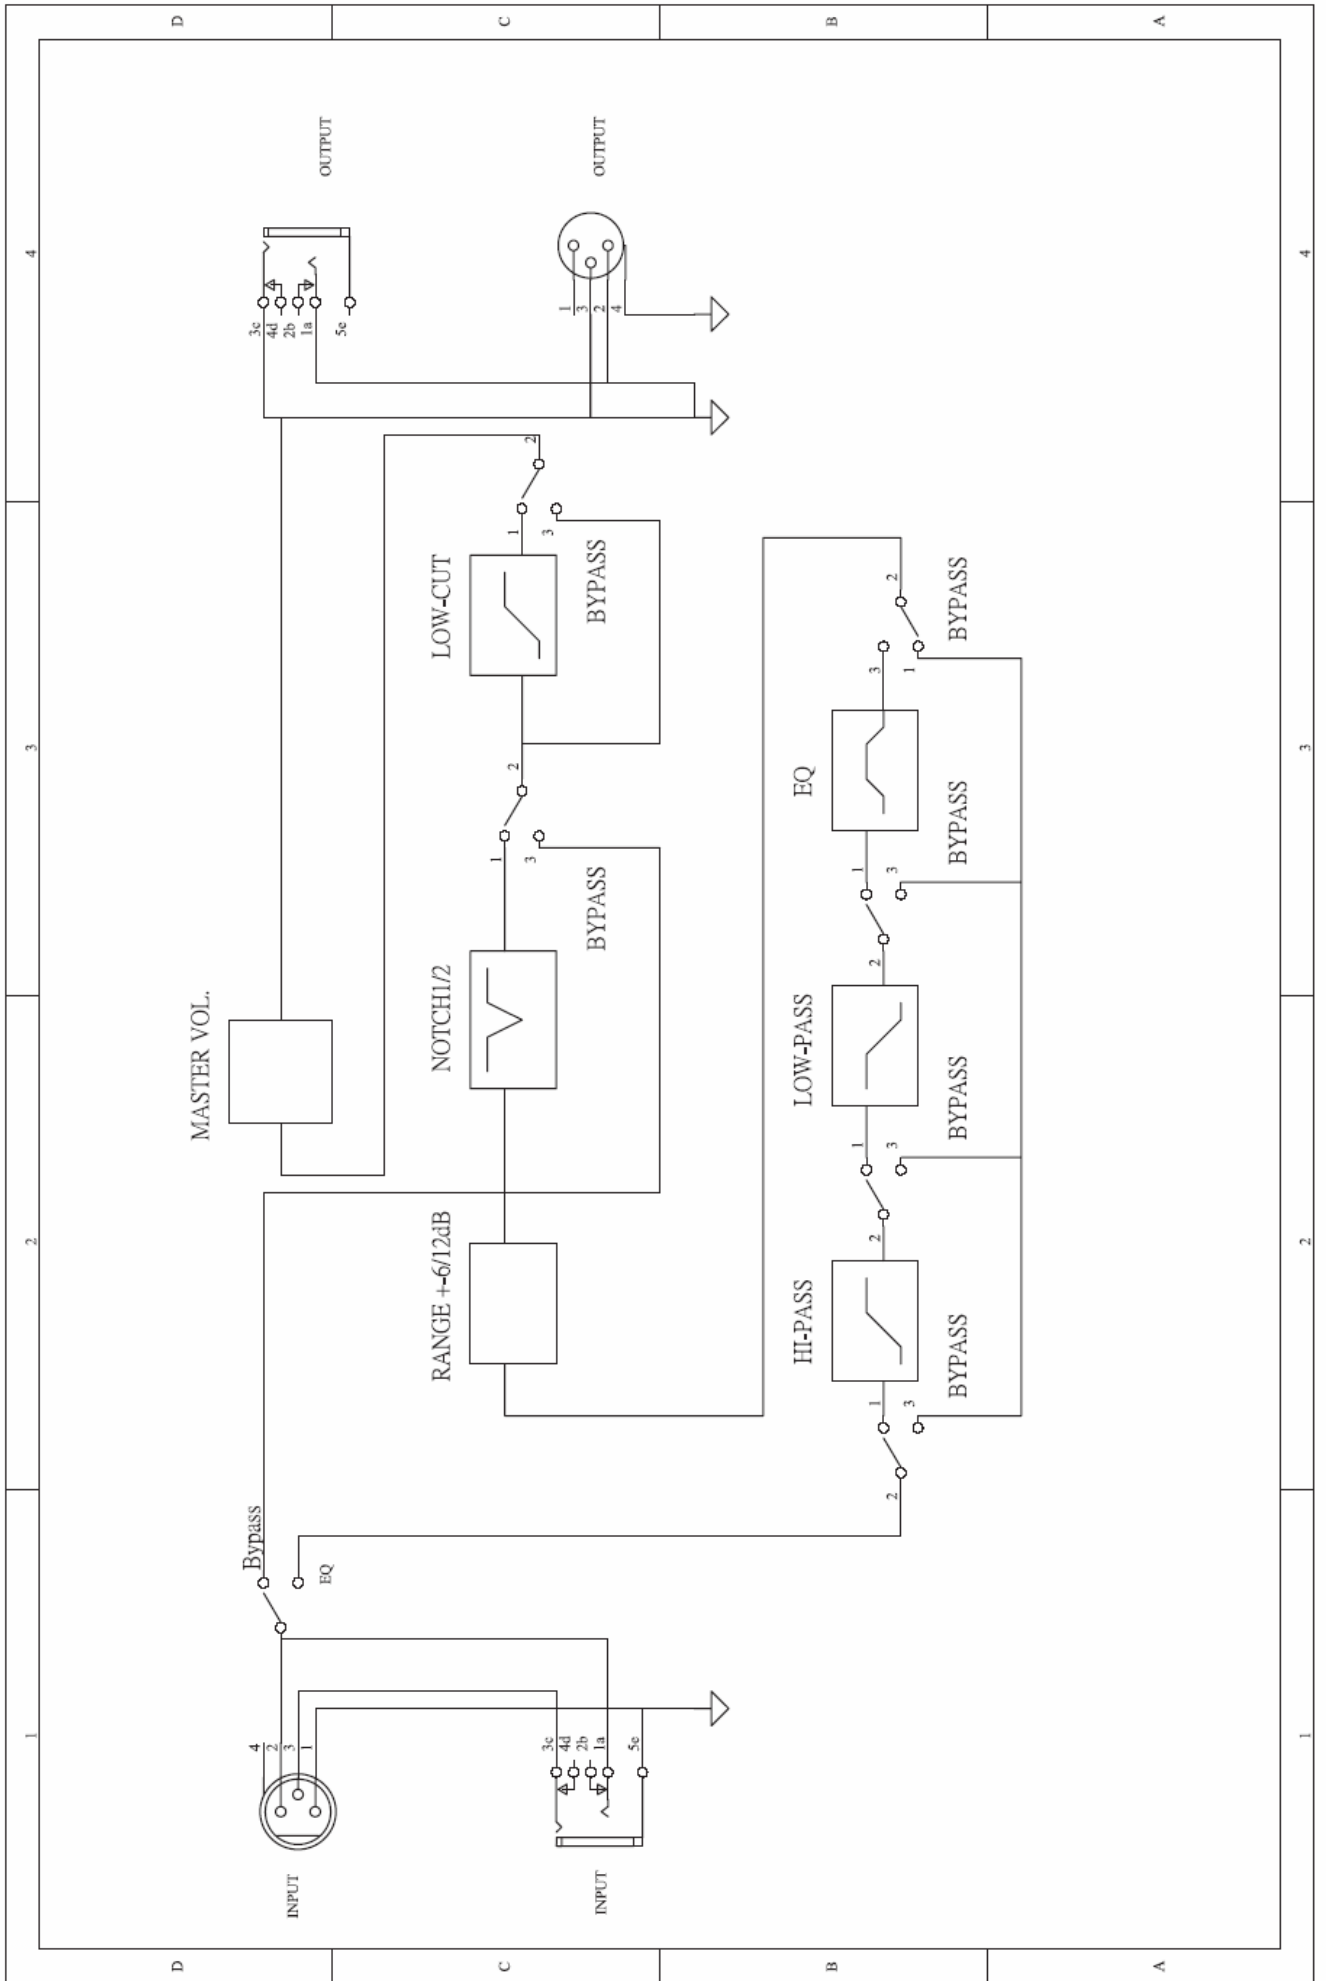 D
C
B
A
4
3
2
1
OUTPUT
3c
4d
2b
1a
5e
OUTPUT
1
3
2
4
2
1
3
LOW-CUT
BYPASS
2
1
3
NOTCH1/2
BYPASS
MASTER VOL.
RANGE +-6/12dB
2
3
1
BYPASS
EQ
1
3
BYPASS
2
LOW-PASS
1
3
BYPASS
2
HI-PASS
1
3
BYPASS
2
Bypass
EQ
4
2
3
1
INPUT
3c
4d
2b
1a
5e
INPUT
4
3
2
1
D
C
B
A